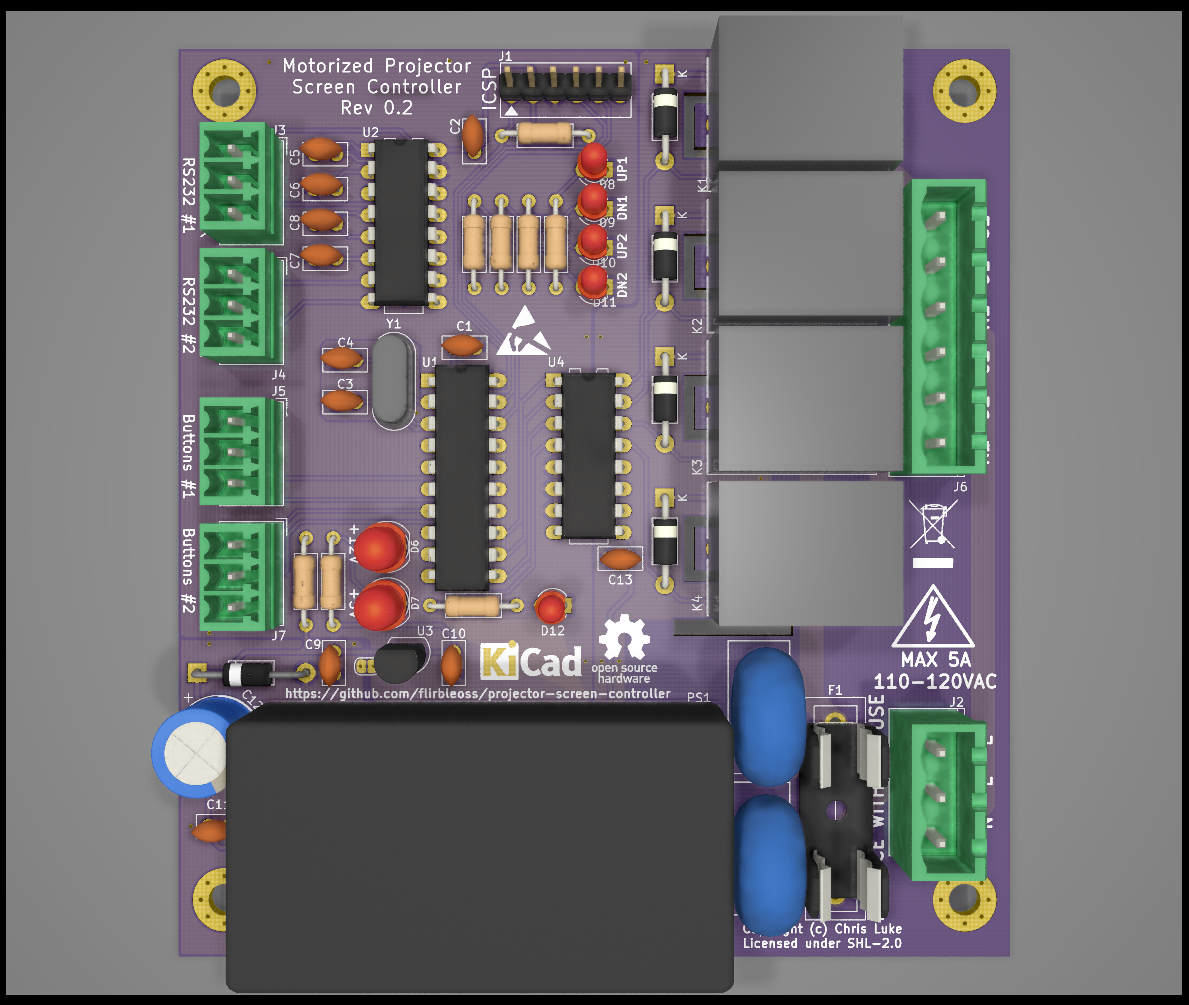 Motorized Projector
Screen Controller
Rev 0.2
J1
ICSP
K
C2
U2
J3
C5
C6
C8
C7
RS232 #1
UP1
DN1
D9
UP2
DN2
D11
K1
K
RS232 #2
J4
K2
Y1
C1
C4
C3
U1
U4
K
J5
Buttons #1
K3
J6
K
Buttons #2
J7
D6
D7
C13
K4
D12
U3
C10
C9
KiCad
open source
hardware
MAX 5A
110-120VAC
https://github.com/flirbleoss/projector-screen-controller
+
C12
PS1
F1
J2
C11
(c) Chris Luke
Licensed under SHL-2.0